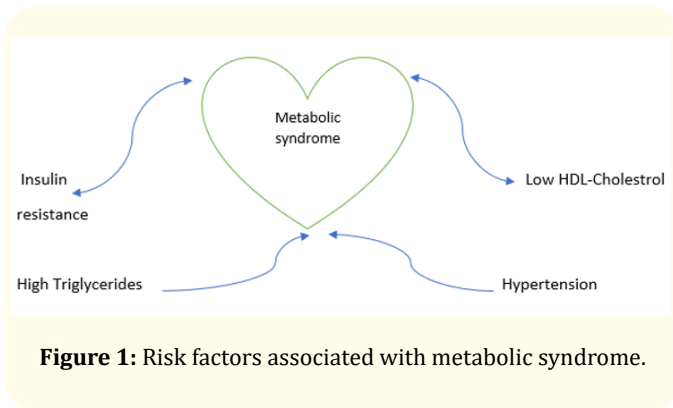 Metabolic
syndrome
Insulin
resistance
Low HDL-Cholestrol
High Triglycerides
Hypertension
Figure 1: Risk factors associated with metabolic syndrome.